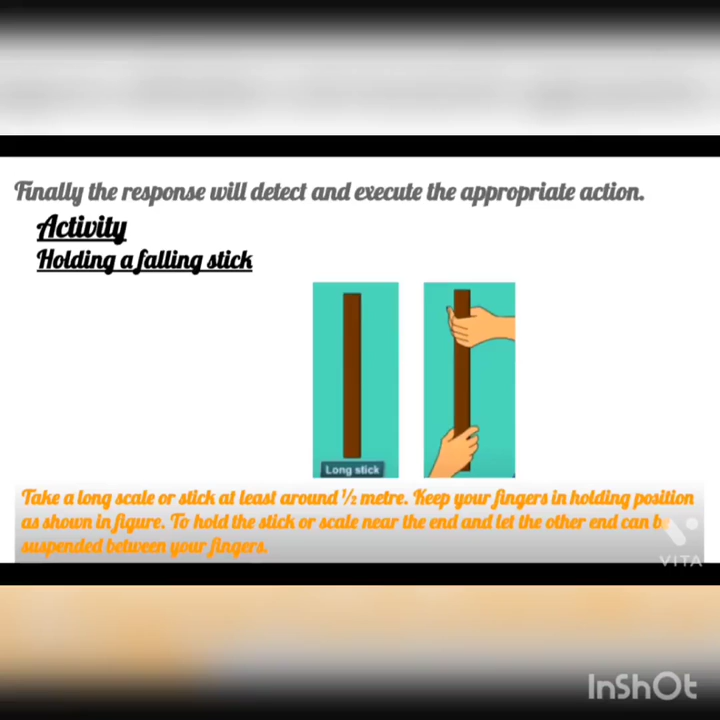 Finally the response will detect and execute the appropriate action.
Activity
Holding a falling stick
Long stick
Take a long scale or stick at least around ½ metre. Keep your fingers in holding position
as shown in figure. To hold the stick or scale near the end and let the other end can b
suspended between your fingers.
VITA
InShOt